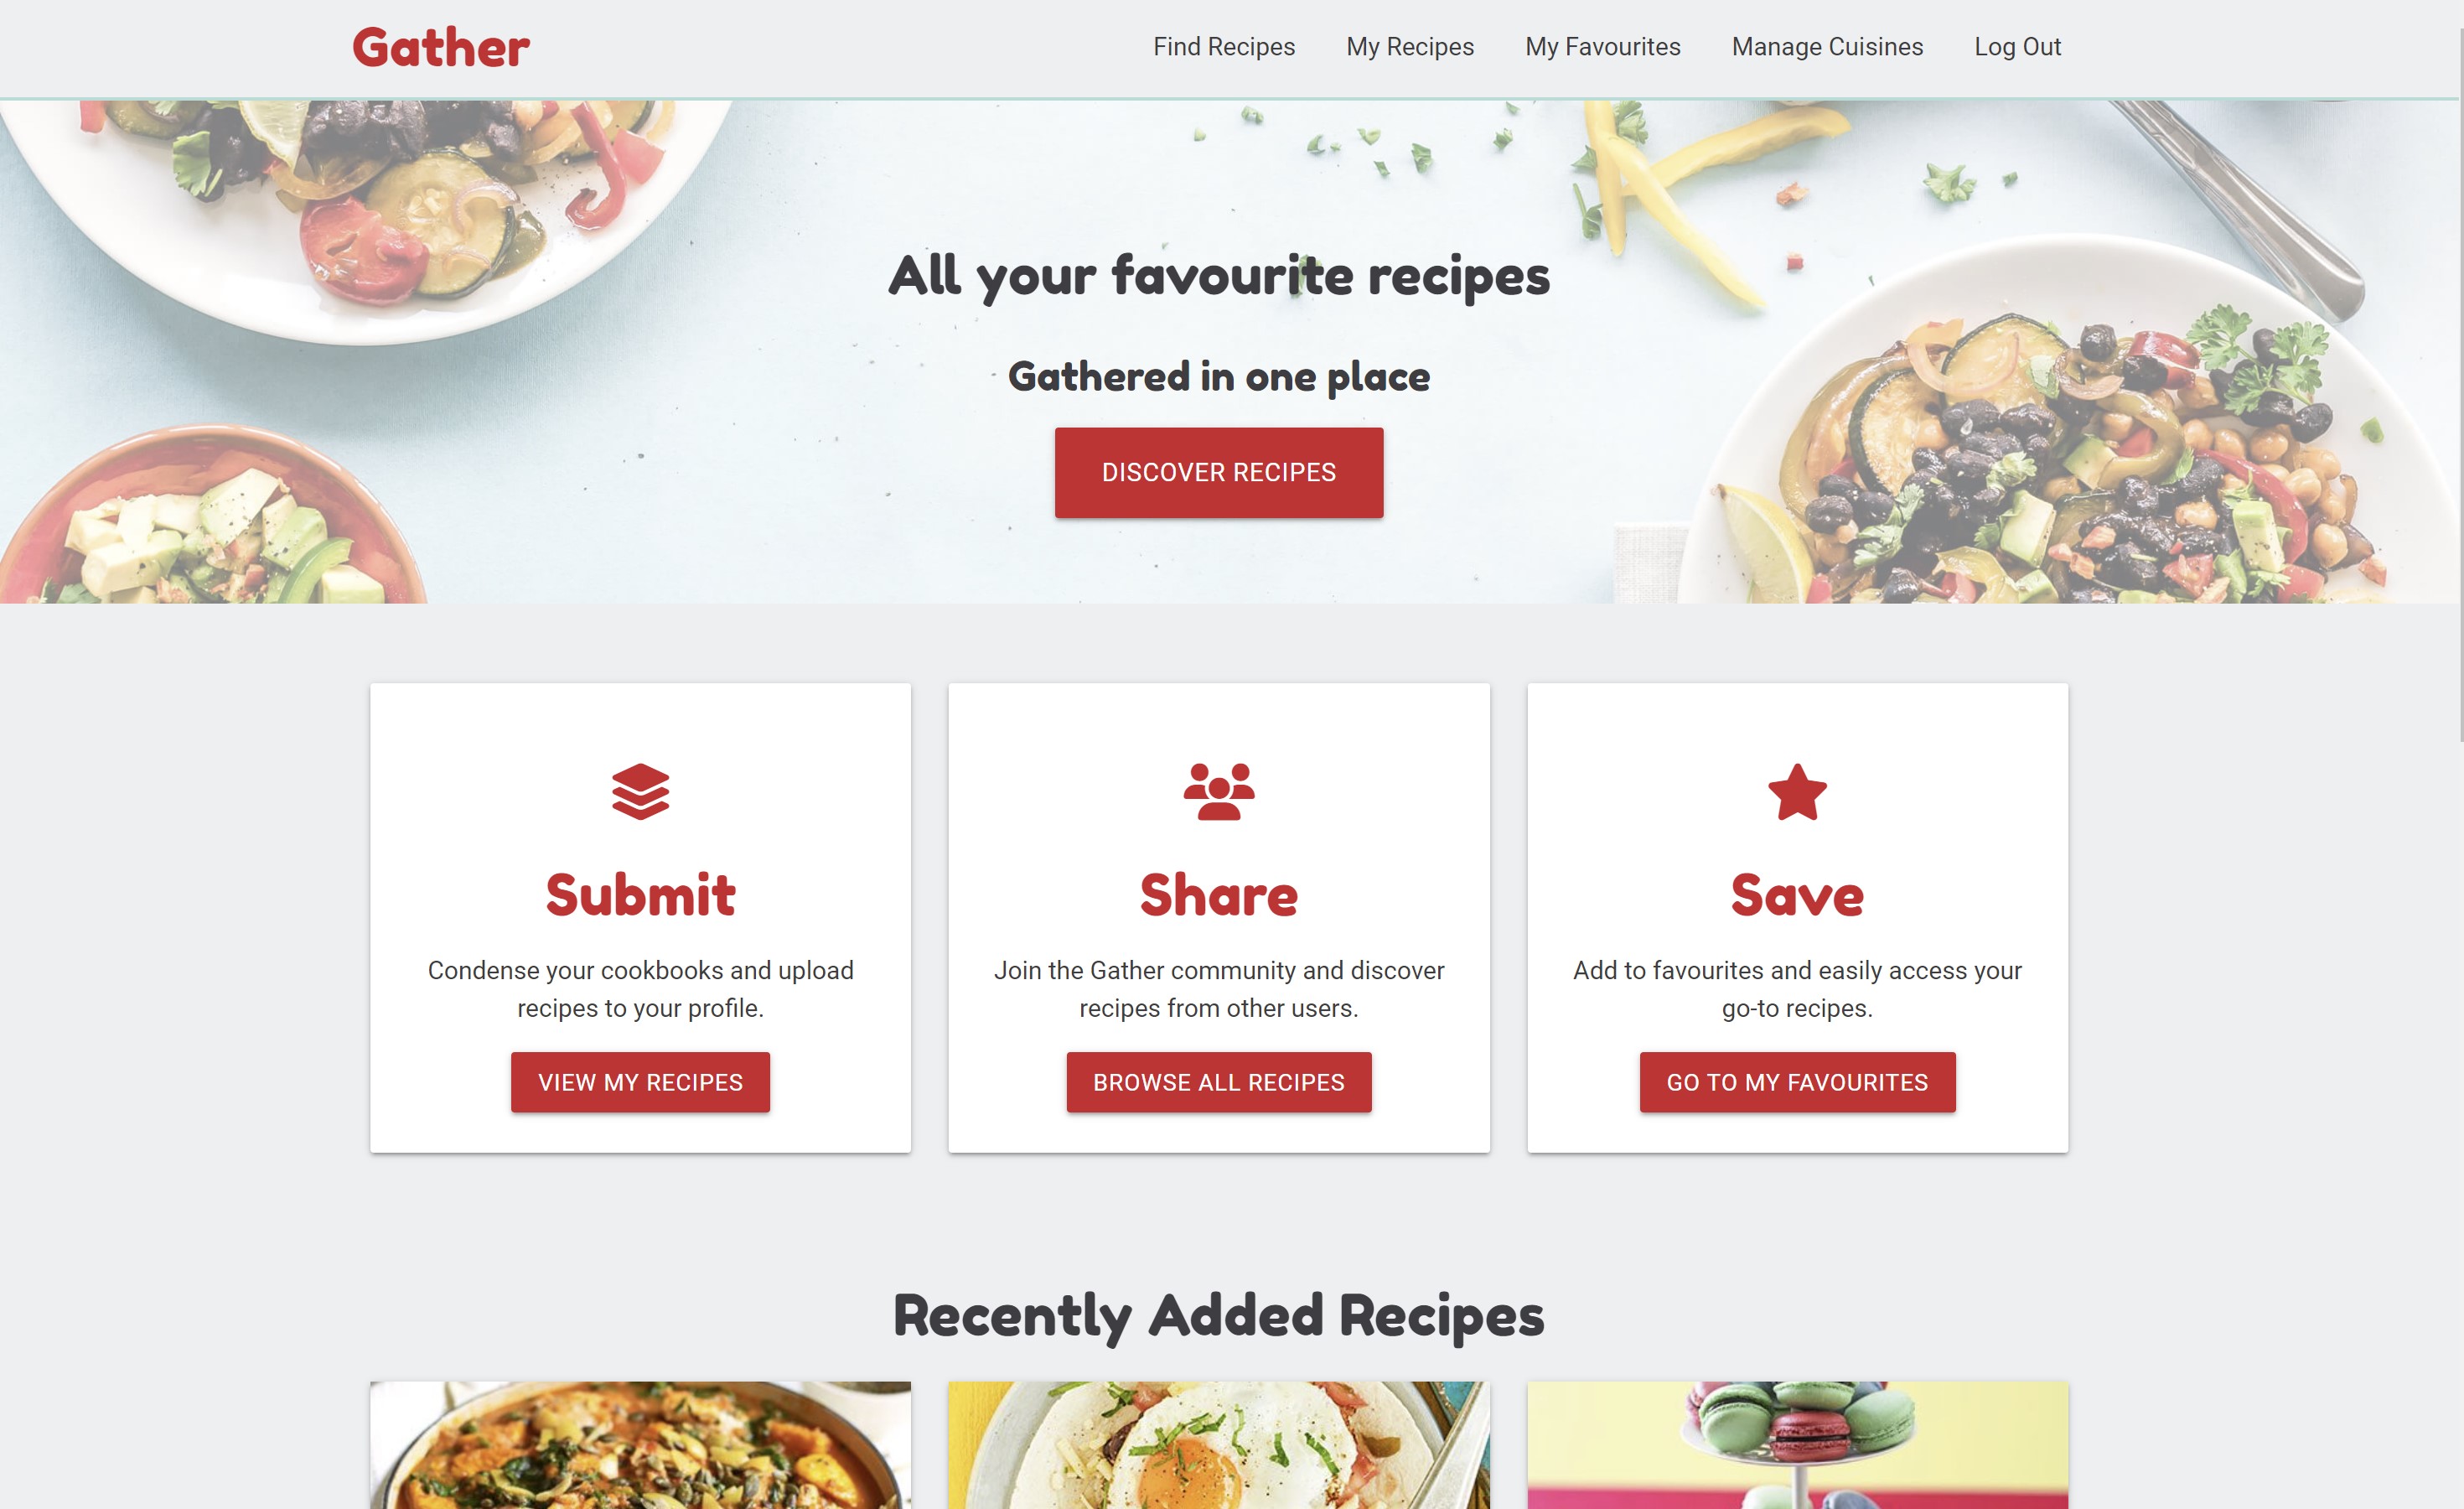 Gather
Find Recipes
My Recipes
My Favourites
Manage Cuisines
Log Out
All your favourite recipes
Gathered in one place
DISCOVER RECIPES
Submit
Condense your cookbooks and upload
recipes to your profile.
VIEW MY RECIPES
Share
Join the Gather community and discover
recipes from other users.
BROWSE ALL RECIPES
Save
Add to favourites and easily access your
go-to recipes.
GO TO MY FAVOURITES
Recently Added Recipes